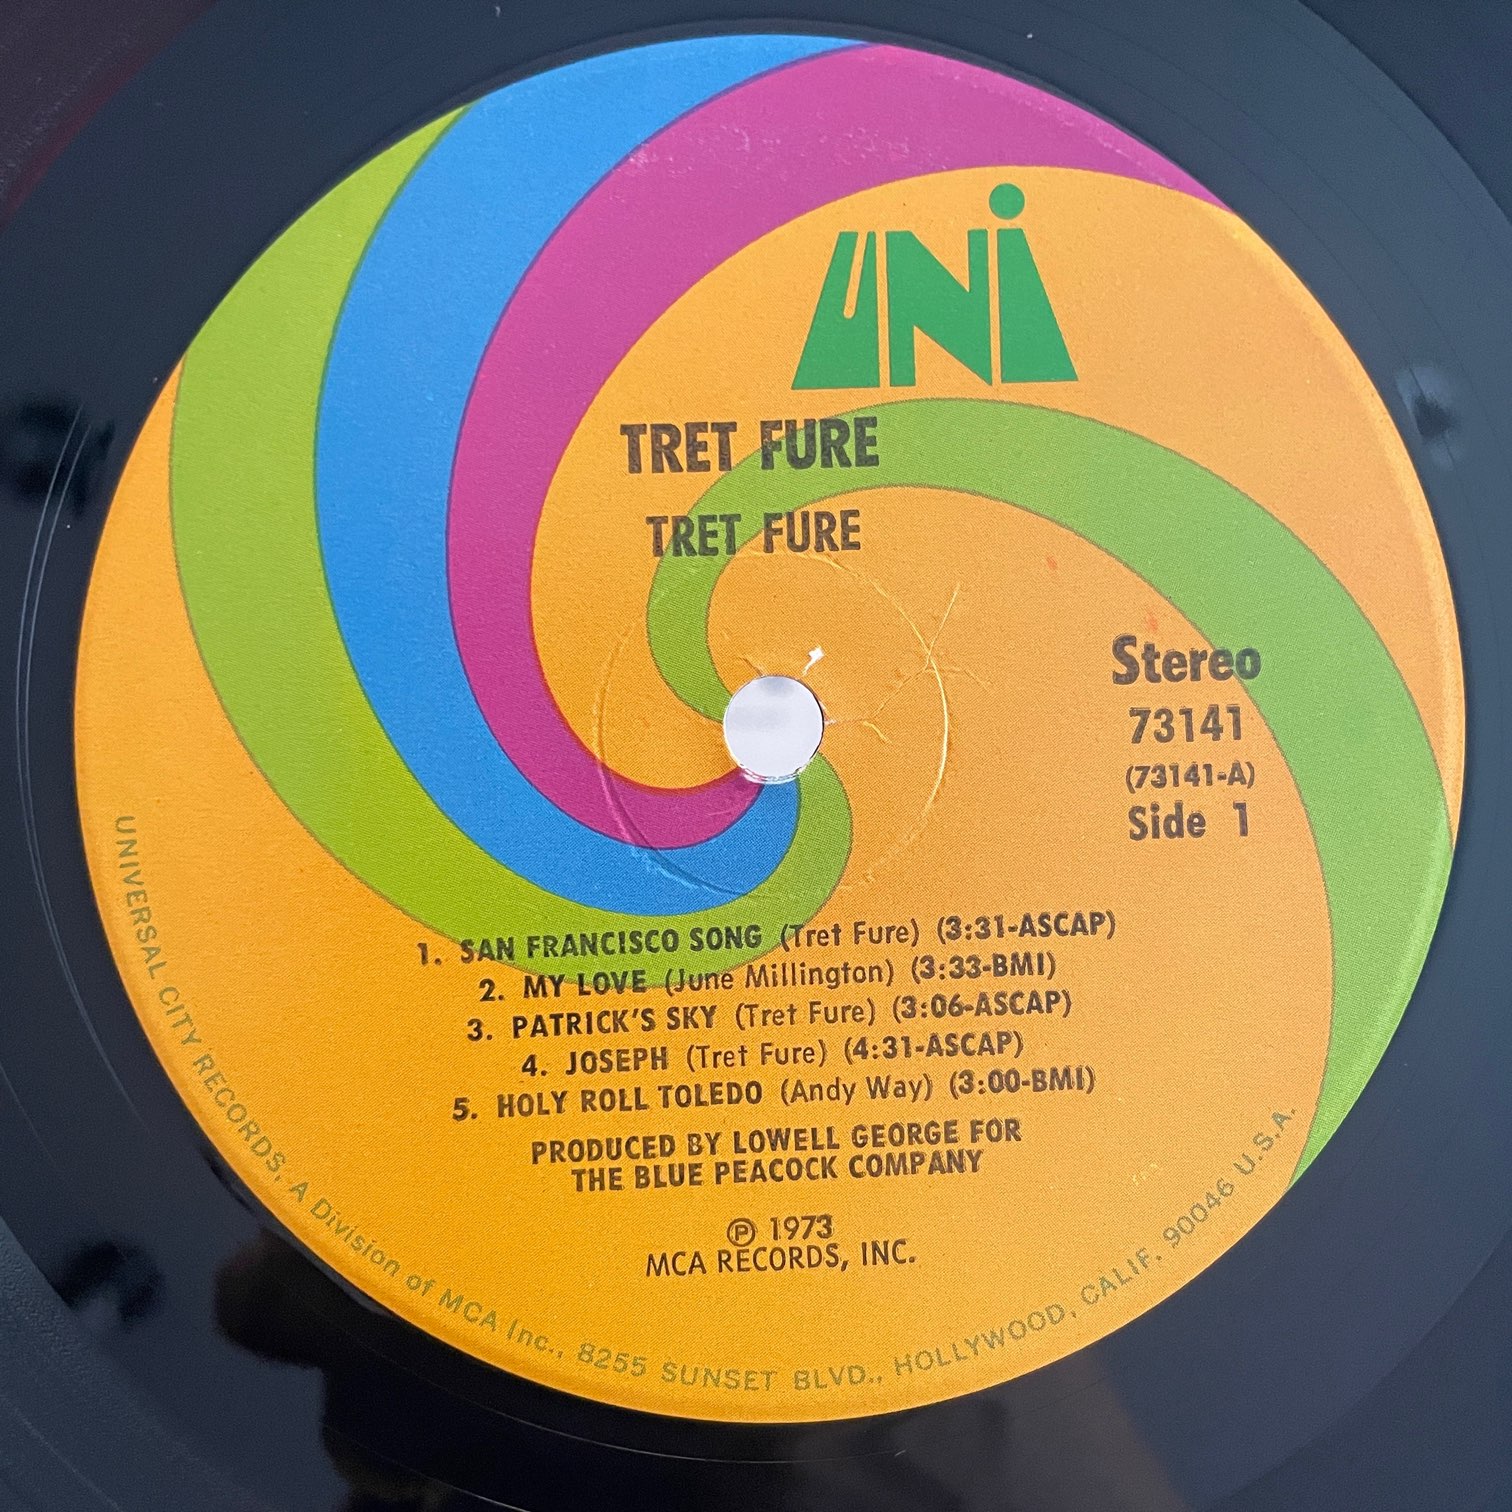 UNi
TRET FURE
TRET FURE
Stereo
73141
(73141-A)
Side 1
1. SAN FRANCISCO SONG (Tret Fure) (3:31-ASCAP)
2. MY LOVE (June Millington) (3:33-BMI)
3. PATRICK'S SKY (Tret Fure) (3:06-ASCAP)
4. JOSEPH (Tret Fure) (4:31-ASCAP)
5. HOLY ROLL TOLEDO (Andy Way) (3:00-BMI)
PRODUCED BY LOWELL GEORGE FOR
THE BLUE PEACOCK COMPANY
℗ 1973
MCA RECORDS, INC.
UNIVERSAL CITY RECORDS, A Division of MCA Inc., 8255 SUNSET BLVD., HOLLYWOOD, CALIF. 90046 U.S.A.